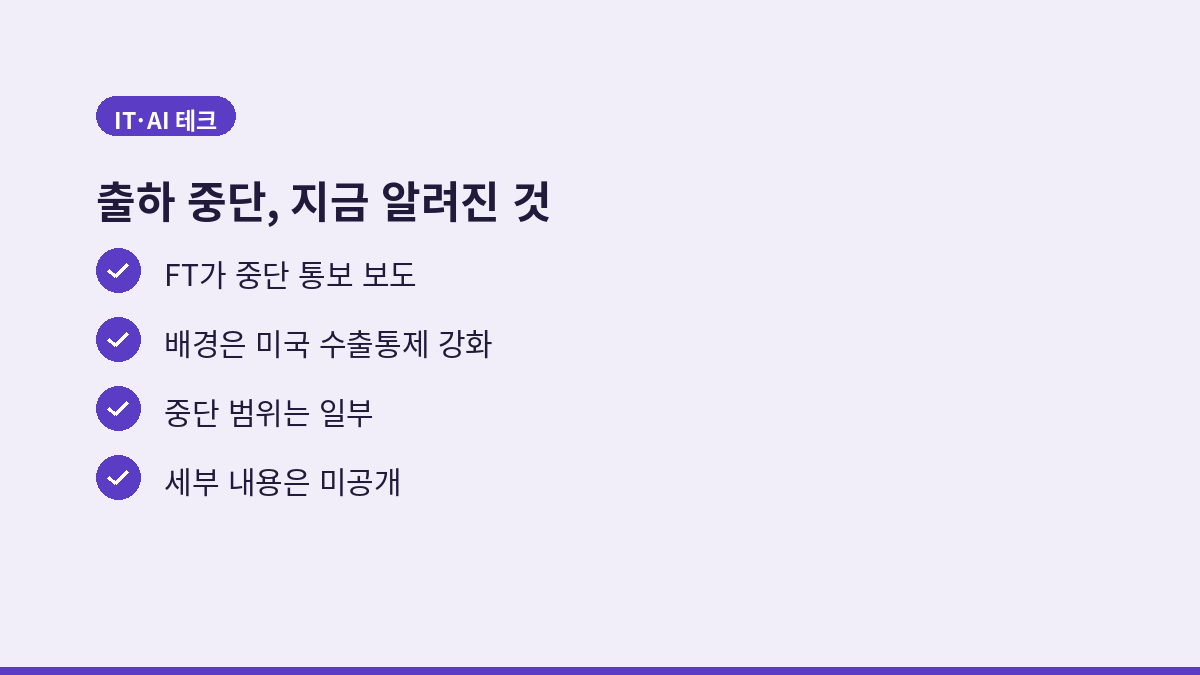 IT·AI 테크
출하 중단, 지금 알려진 것
FT가 중단 통보 보도
배경은 미국 수출통제 강화
중단 범위는 일부
세부 내용은 미공개